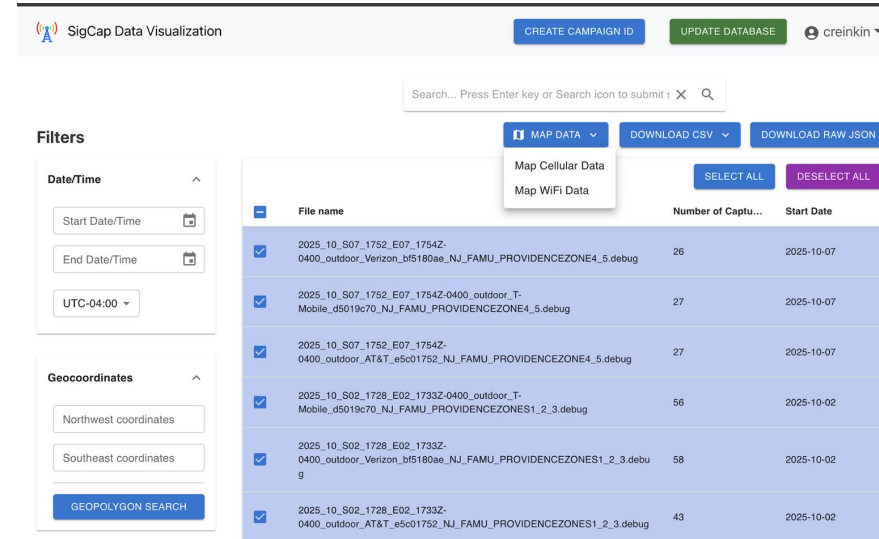 SigCap Data Visualization
CREATE CAMPAIGN ID
UPDATE DATABASE
creinkin
Search... Press Enter key or Search icon to submit
Filters
MAP DATA
DOWNLOAD CSV
DOWNLOAD RAW JSON
Map Cellular Data
Map WiFi Data
SELECT ALL
DESELECT ALL
Date/Time
Start Date/Time
End Date/Time
UTC-04:00
Geocoordinates
Northwest coordinates
Southeast coordinates
GEOPOLYGON SEARCH
File name
Number of Captu...
Start Date
2025_10_S07_1752_E07_1754Z-
0400_outdoor_Verizon_bf5180ae_NJ_FAMU_PROVIDENCEZONE4_5.debug
26
2025-10-07
2025_10_S07_1752_E07_1754Z-0400_outdoor_T-
Mobile_d5019c70_NJ_FAMU_PROVIDENCEZONE4_5.debug
27
2025-10-07
2025_10_S07_1752_E07_1754Z-
0400_outdoor_AT&T_e5c01752_NJ_FAMU_PROVIDENCEZONE4_5.debug
27
2025-10-07
2025_10_S02_1728_E02_1733Z-0400_outdoor_T-
Mobile_d5019c70_NJ_FAMU_PROVIDENCEZONES1_2_3.debug
56
2025-10-02
2025_10_S02_1728_E02_1733Z-
0400_outdoor_Verizon_bf5180ae_NJ_FAMU_PROVIDENCEZONES1_2_3.debu
g
58
2025-10-02
2025_10_S02_1728_E02_1733Z-
0400_outdoor_AT&T_e5c01752_NJ_FAMU_PROVIDENCEZONES1_2_3.debug
43
2025-10-02